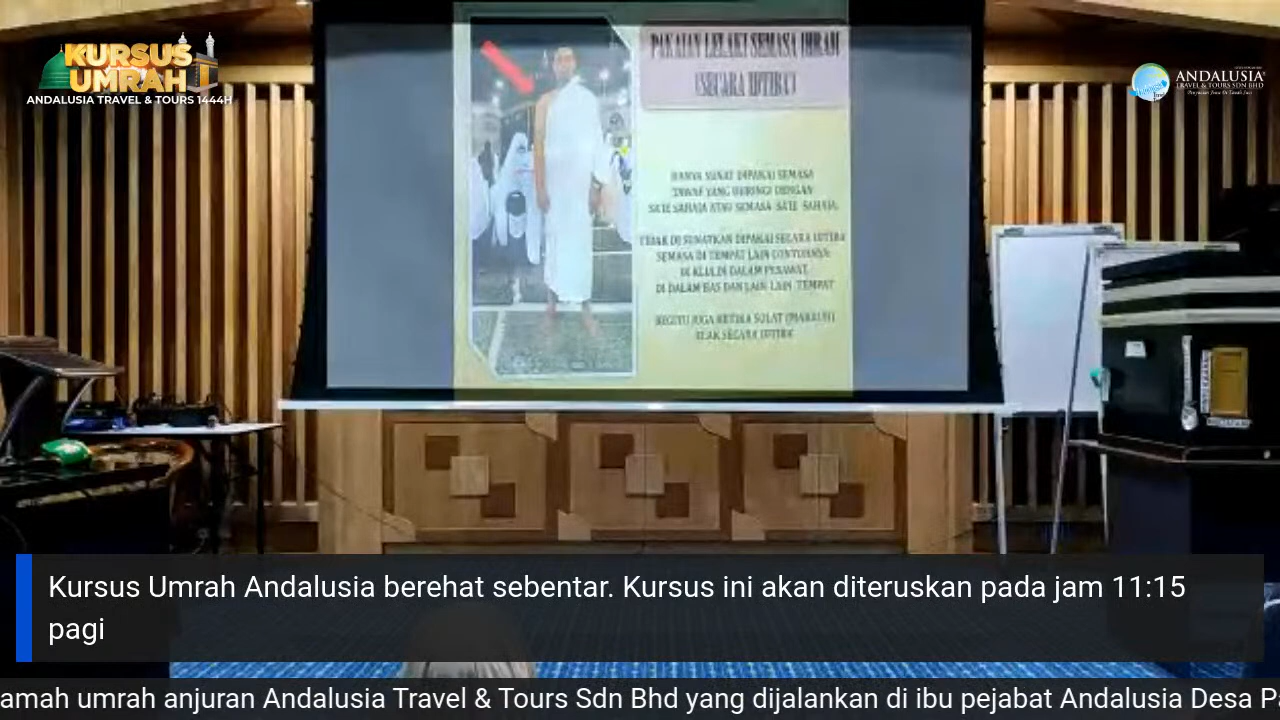 KURSUS
UMRAH
ANDALUSIA TRAVEL & TOURS 1444H
ANDALUSIA
TRAVEL & TOURS SDN BHD
PAKAIAN LELAKI SEMASA IHRAM
(SECARA IDTIBA')
HANYA SUNAT DIPAKAI SEMASA
TAWAF YANG DIIRINGI DENGAN
SA'IE SAHAJA ATAU SEMASA SA'IE SAHAJA.
TIDAK DI SUNATKAN DIPAKAI SECARA IDTIBA
SEMASA DI TEMPAT LAIN CONTOHNYA:
DI DALAM PESAWAT,
DI DALAM BAS DAN LAIN-LAIN TEMPAT
BEGITU JUGA KETIKA SOLAT
SECARA IDTIBA'
Kursus Umrah Andalusia berehat sebentar. Kursus ini akan diteruskan pada jam 11:15
pagi
amah umrah anjuran Andalusia Travel & Tours Sdn Bhd yang dijalankan di ibu pejabat Andalusia Desa Pa